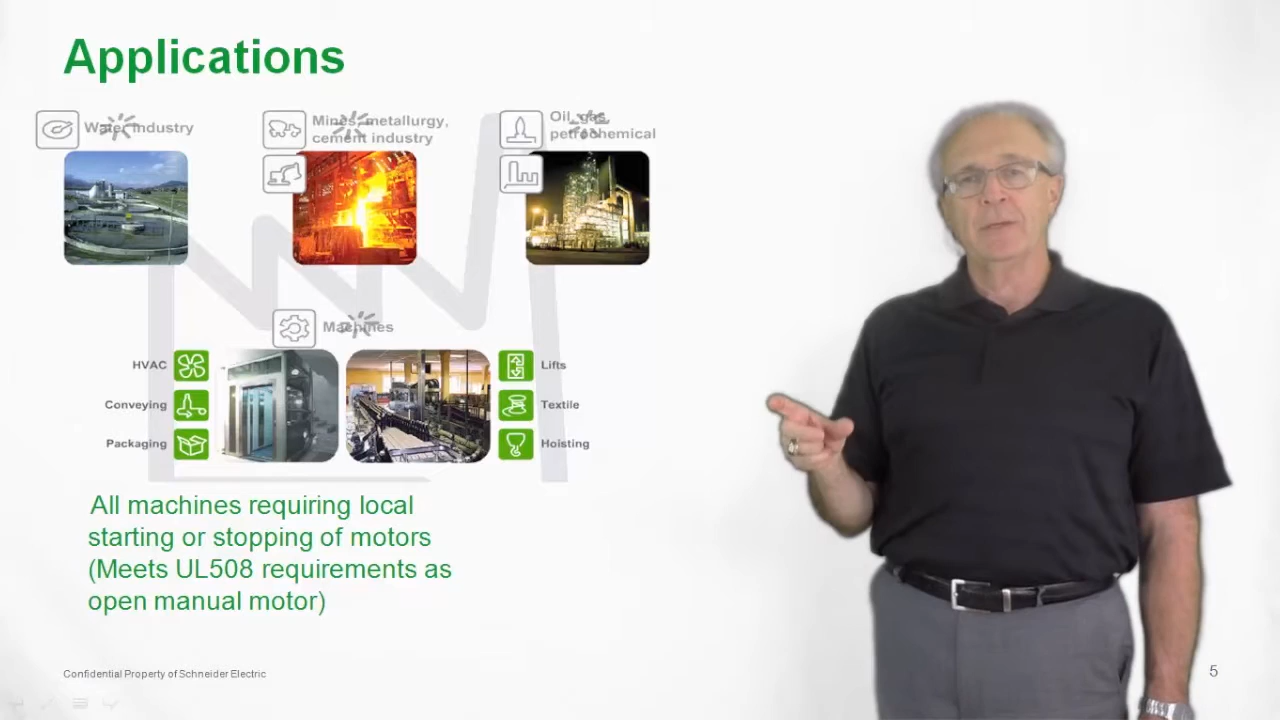 Applications
Water industry
Mines, metallurgy,
cement industry
Oil, gas,
petrochemical
Machines
HVAC
Conveying
Packaging
Lifts
Textile
Hoisting
All machines requiring local
starting or stopping of motors
(Meets UL508 requirements as
open manual motor)
Confidential Property of Schneider Electric
5